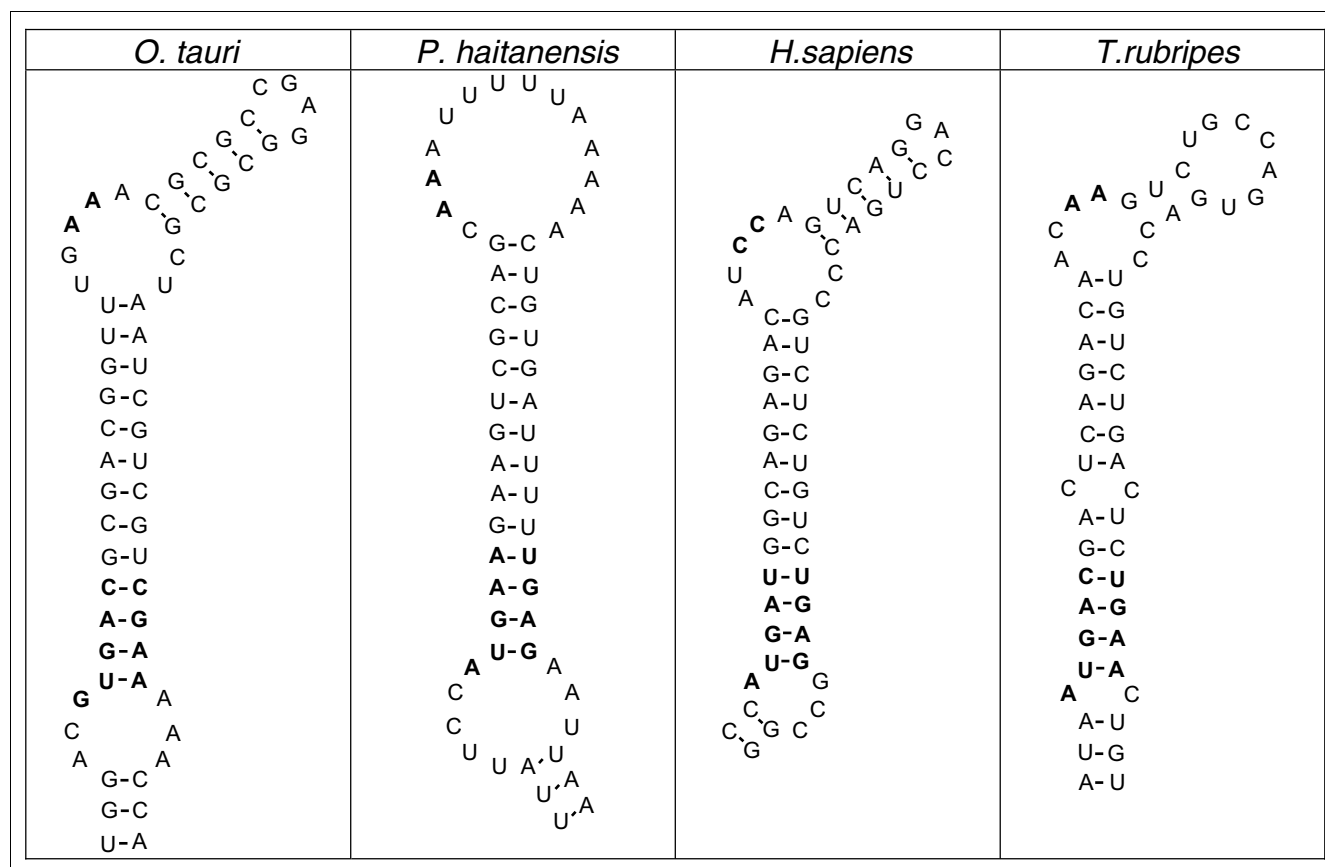 O. tauri
C G
A
C
G G G
C C
G G
A A C C
A G
G C
U U
U-A
U-A
G-U
G-C
C-G
A-U
G-C
C-G
G-U
C-C
A-G
G-A
U-A
G A
C A
A A
G-C
G-C
U-A
P. haitanensis
U U U U
U A
A A
A A
A A
C G-C A
A-U
C-G
G-U
C-G
U-A
G-U
A-U
A-U
G-U
A-U
A-G
G-A
U-G
A A
C A
C U
U U A U
U A
U A
H.sapiens
G A
G C
A C
C U
U G
C A G A
C C
U C
A C
C-G
A-U
G-C
A-U
G-C
A-U
C-G
G-U
G-C
U-U
A-G
G-A
U-G
A G
C C
C G C
G
T.rubripes
G C
U C
C A
A A G U G
A U G
C C
A C
A-U
C-G
A-U
G-C
A-U
C-G
U-A
C C
A-U
G-C
C-U
A-G
G-A
U-A
A C
A-U
U-G
A-U